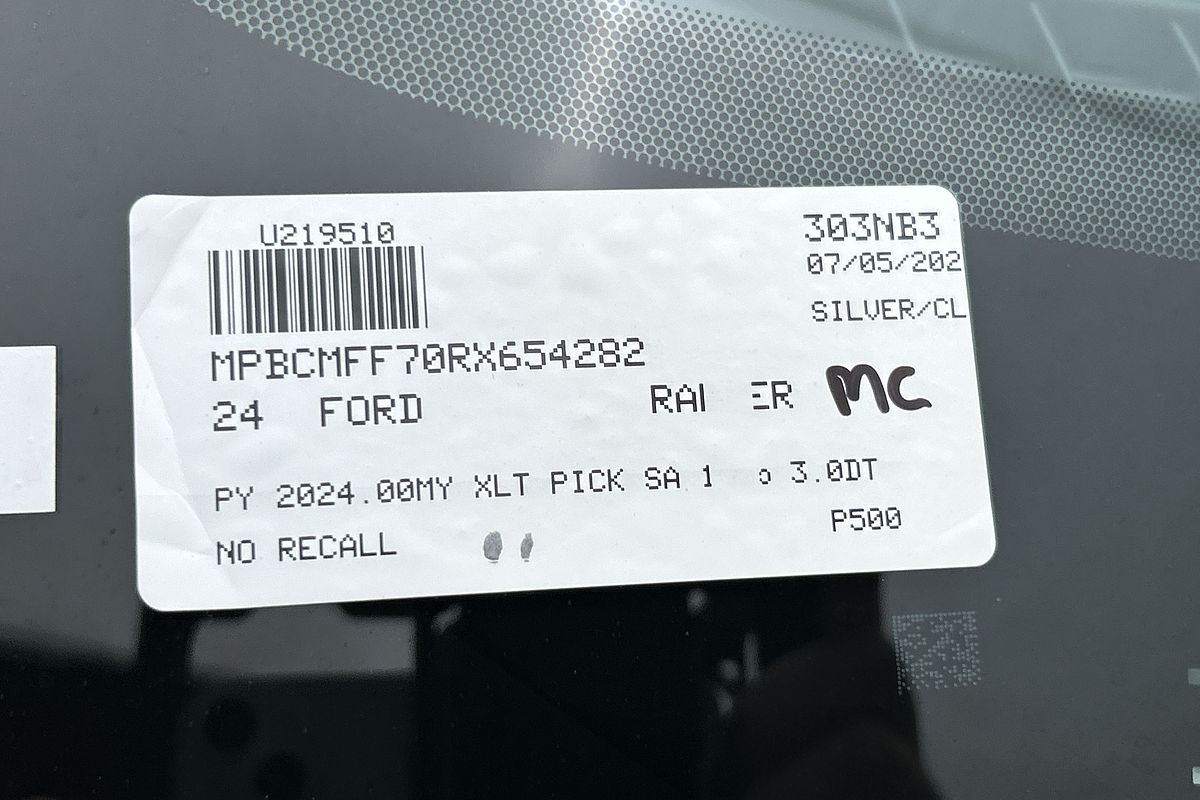 U219510
303NB3
07/05/202
SILVER/CL
MPBCMFF70RX654282
24 FORD MC
PY 2024.00MY XLT PICK SA 1 3.0DT
P500
NO RECALL